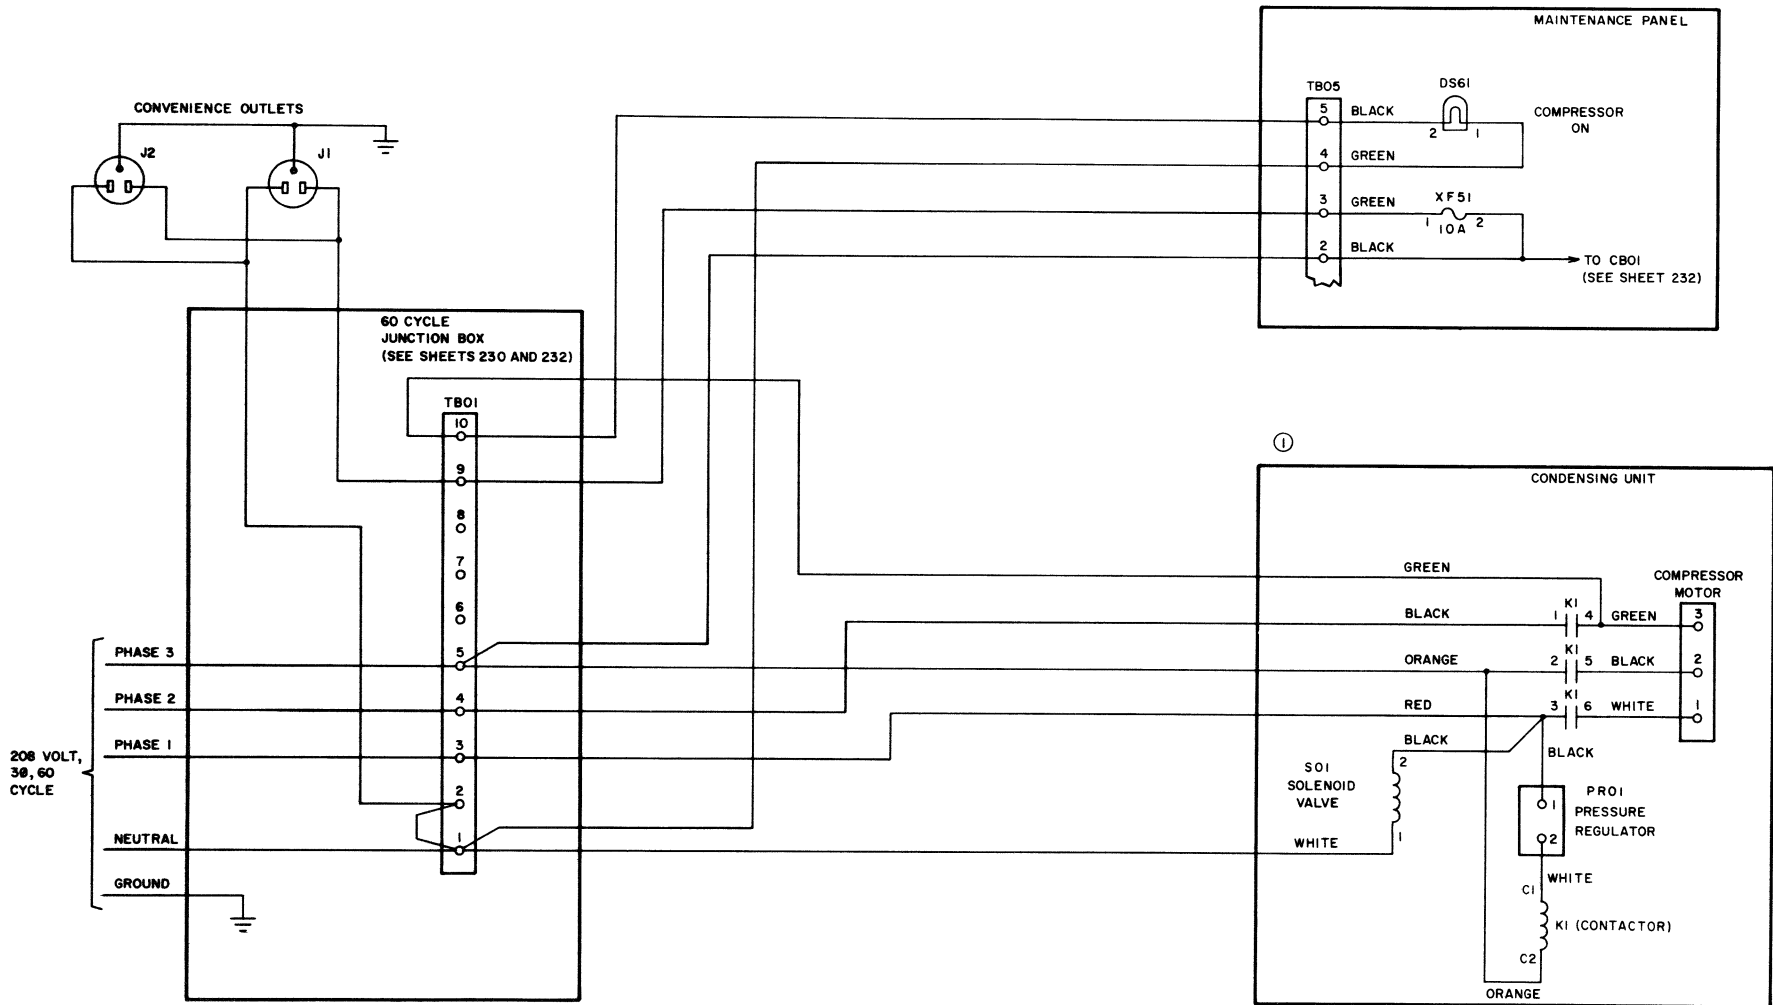 MAINTENANCE PANEL
CONVENIENCE OUTLETS
J2
J1
TB05
DS61
5
BLACK
2
1
COMPRESSOR
ON
4
GREEN
3
GREEN
XF51
1
10A
2
2
BLACK
TO CB01
(SEE SHEET 232)
60 CYCLE
JUNCTION BOX
(SEE SHEETS 230 AND 232)
TB01
10
9
8
7
6
5
4
3
2
1
PHASE 3
PHASE 2
PHASE 1
208 VOLT,
30, 60
CYCLE
NEUTRAL
GROUND
1
CONDENSING UNIT
GREEN
COMPRESSOR
MOTOR
BLACK
1
K1
4
GREEN
3
ORANGE
2
K1
5
BLACK
2
RED
3
K1
6
WHITE
1
BLACK
2
BLACK
S01
SOLENOID
VALVE
1
WHITE
1
2
PR01
PRESSURE
REGULATOR
WHITE
C1
K1 (CONTACTOR)
C2
ORANGE